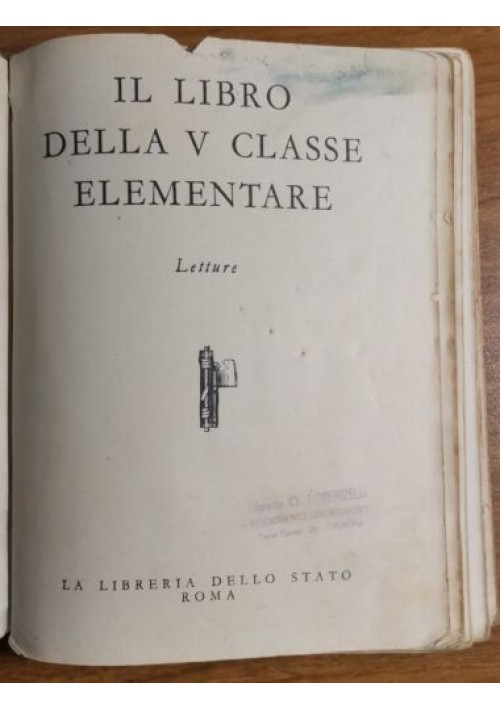 IL LIBRO
DELLA V CLASSE
ELEMENTARE
Letture
LA LIBRERIA DELLO STATO
ROMA